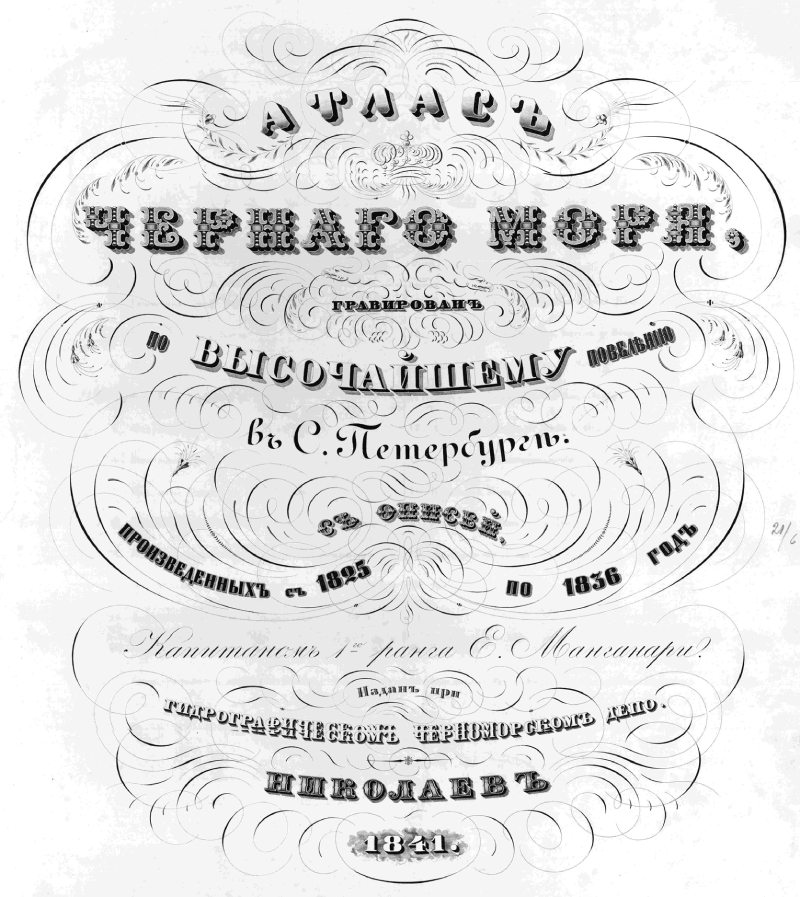 АТЛАСЪ
ЧЕРНАГО МОРЯ,
ГРАВИРОВАНЪ
ПО ВЫСОЧАЙШЕМУ ПОВЕЛѢНІЮ
въ С. Петербургѣ.
СЪ ОПИСЕЙ,
ПРОИЗВЕДЕННЫХЪ съ 1825 ПО 1836 ГОДЪ
Капитаномъ 1го ранга Е. Манганари.
Изданъ при
ГИДРОГРАФИЧЕСКОМЪ ЧЕРНОМОРСКОМЪ ДЕПО.
НИКОЛАЕВЪ
1841.
21/6